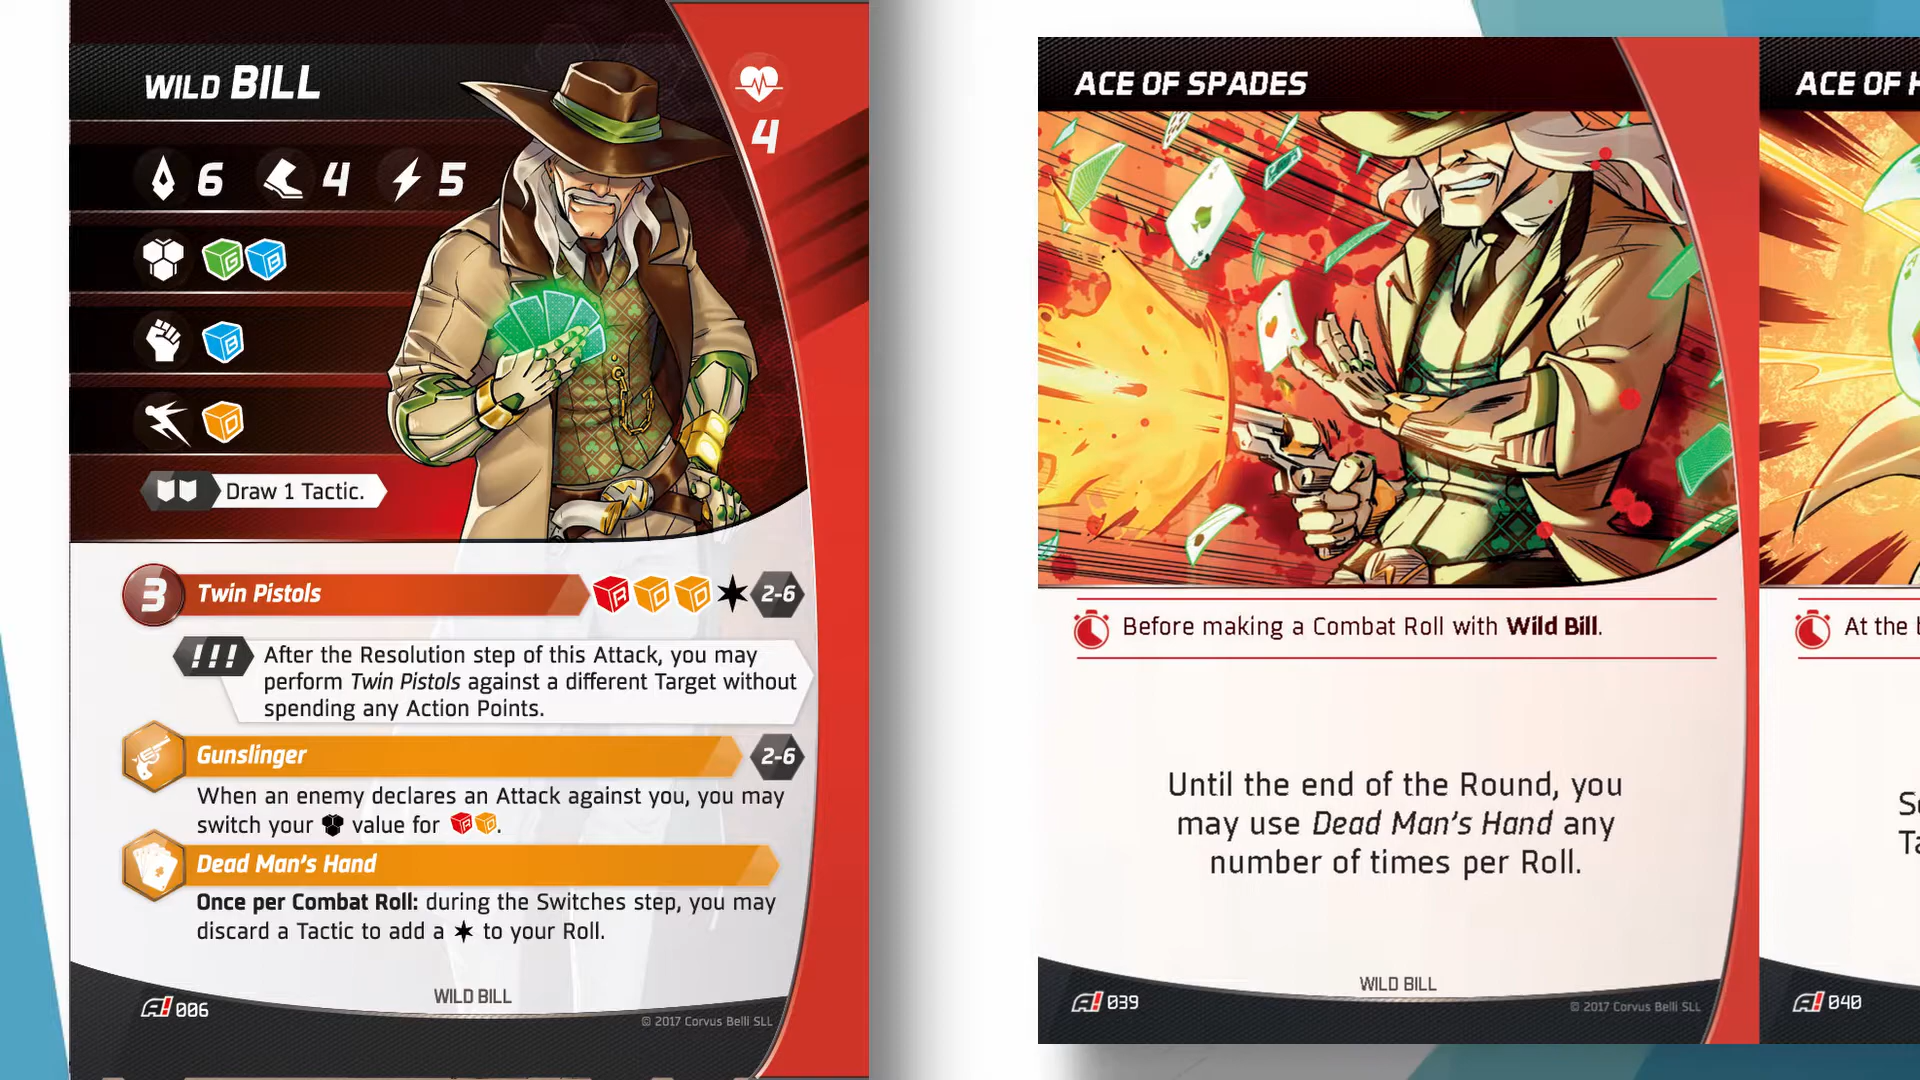 WILD BILL
4
6 4 5
G B
B
O
Draw 1 Tactic.
3 Twin Pistols R O O 2-6
!!! After the Resolution step of this Attack, you may
perform Twin Pistols against a different Target without
spending any Action Points.
Gunslinger 2-6
When an enemy declares an Attack against you, you may
switch your value for R O.
Dead Man's Hand
Once per Combat Roll: during the Switches step, you may
discard a Tactic to add a to your Roll.
WILD BILL
A! 006
© 2017 Corvus Belli SLL
ACE OF SPADES
Before making a Combat Roll with Wild Bill.
Until the end of the Round, you
may use Dead Man's Hand any
number of times per Roll.
WILD BILL
A! 039
© 2017 Corvus Belli SLL
ACE OF H
At the
A! 040